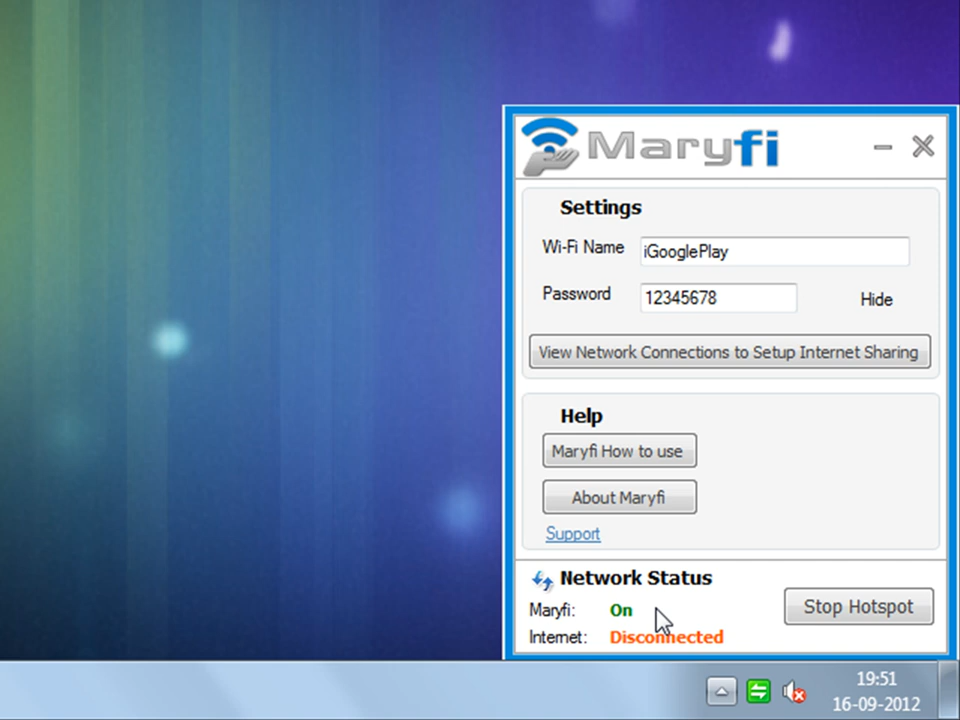 Maryfi
Settings
Wi-Fi Name iGooglePlay
Password 12345678 Hide
View Network Connections to Setup Internet Sharing
Help
Maryfi How to use
About Maryfi
Support
Network Status
Maryfi: On
Stop Hotspot
Internet: Disconnected
19:51
16-09-2012